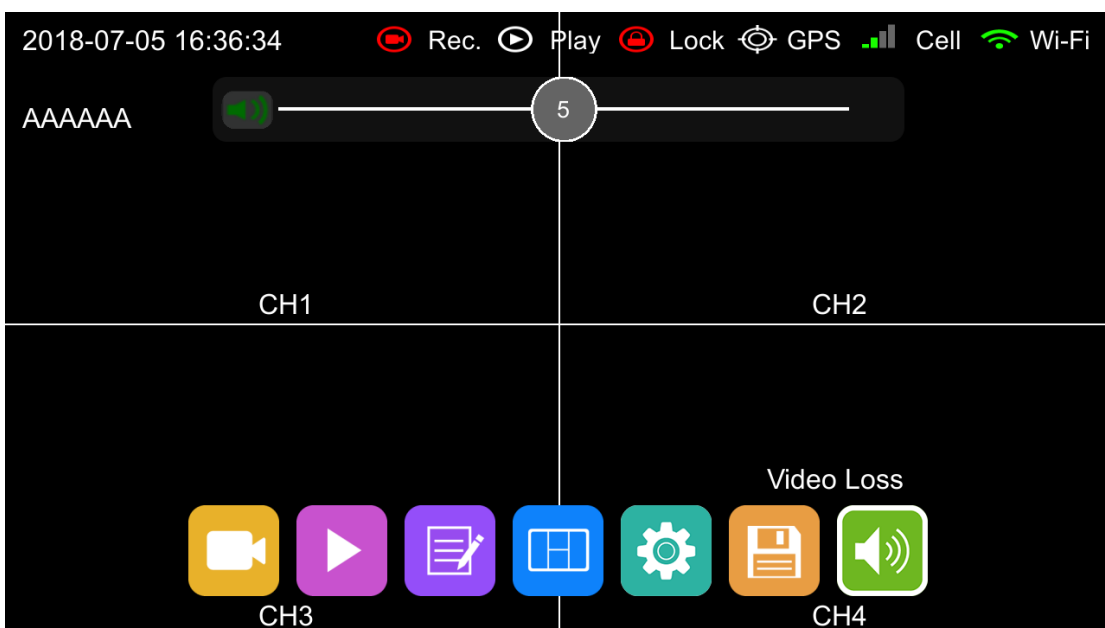 2018-07-05 16:36:34 Rec. Play Lock GPS Cell Wi-Fi
AAAAAA 5
CH1 CH2
Video Loss
CH3 CH4